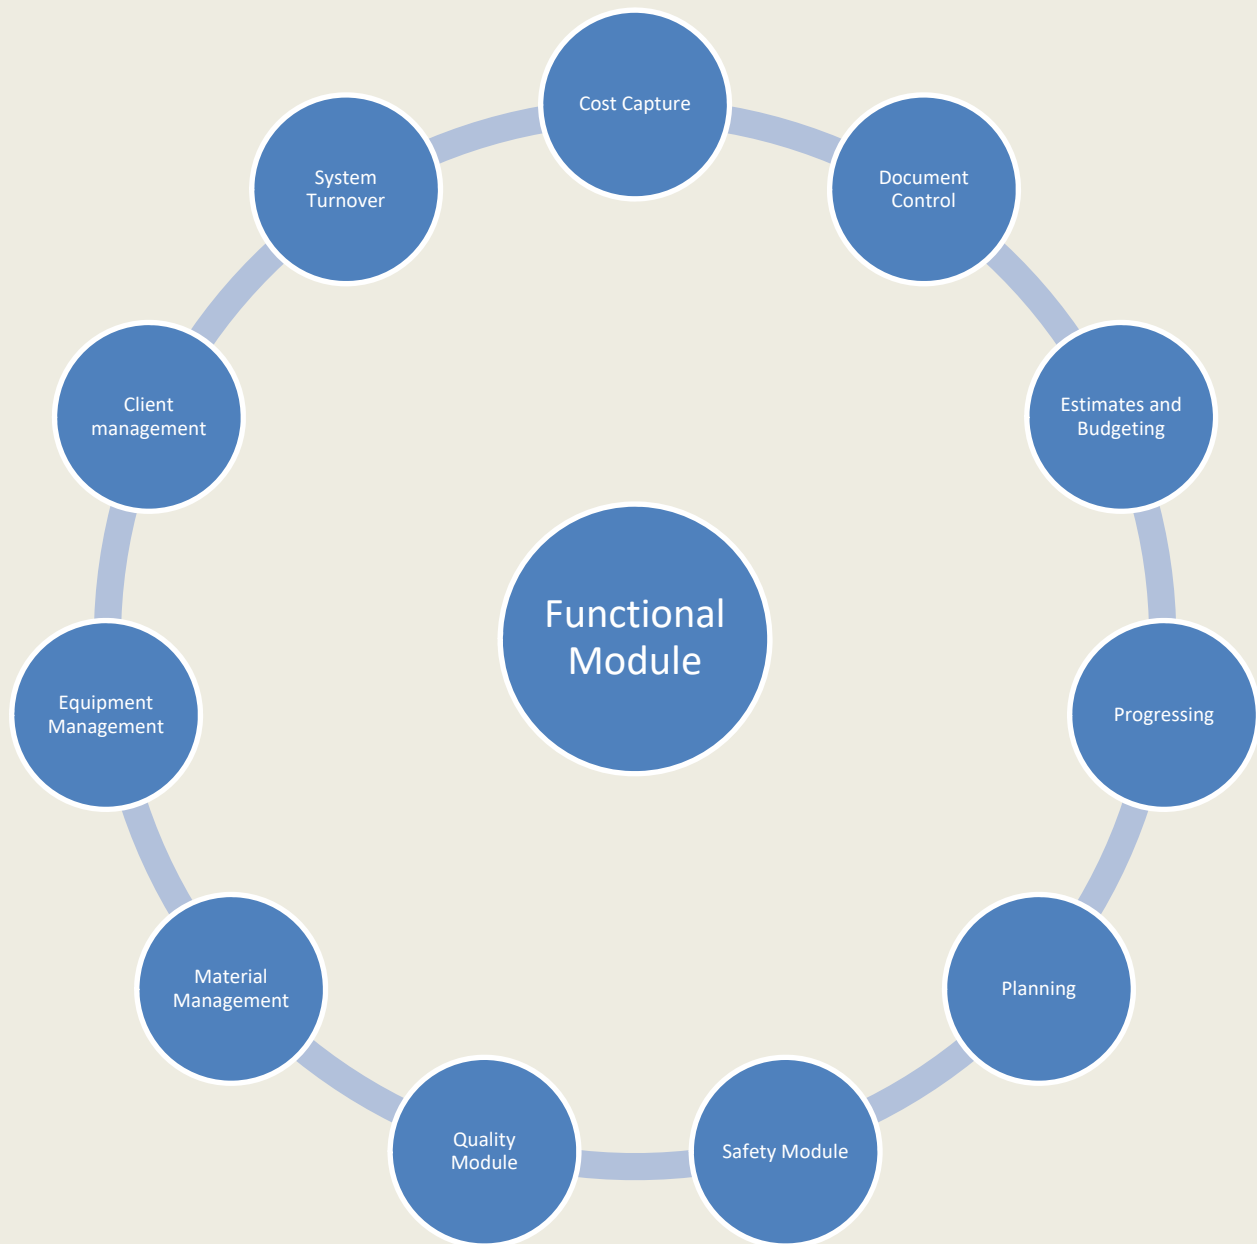 Cost Capture
Document
Control
Estimates and
Budgeting
Progressing
Planning
Safety Module
Quality
Module
Material
Management
Equipment
Management
Client
management
System
Turnover
Functional
Module